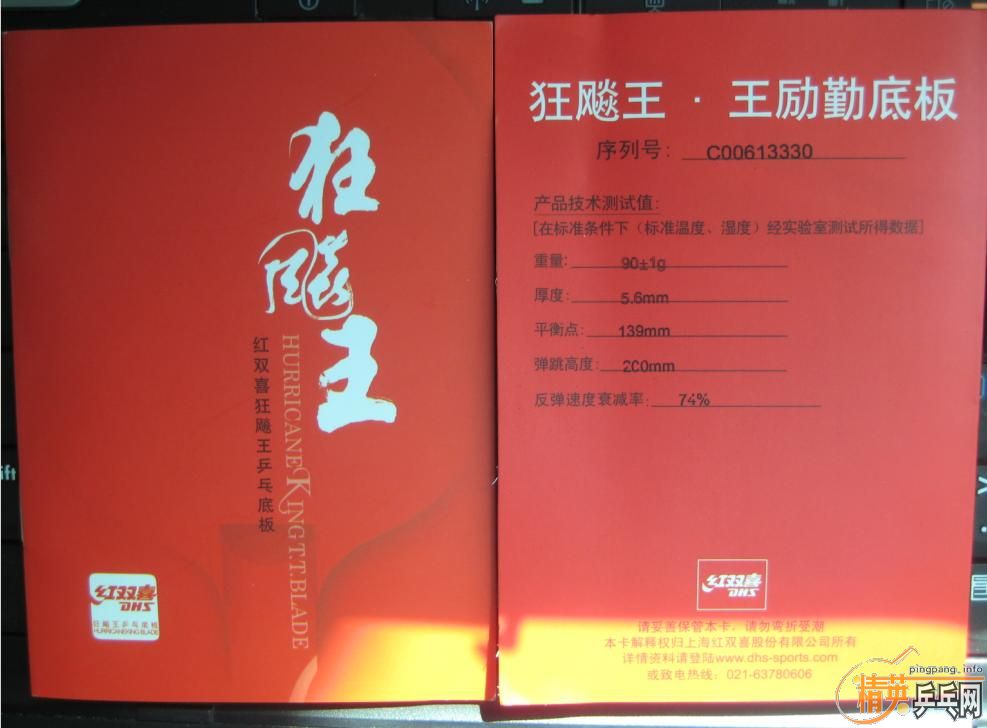 狂飚王
红双喜狂飚王乒乓底板
HURRICANE KING T.T.BLADE
红双喜
DHS
狂飚王乒乓底板
HURRICANE KING BLADE
狂飚王 · 王励勤底板
序列号: C00613330
产品技术测试值:
[在标准条件下（标准温度、湿度）经实验室测试所得数据]
重量: 90±1g
厚度: 5.6mm
平衡点: 139mm
弹跳高度: 200mm
反弹速度衰减率: 74%
红双喜
DHS
请妥善保管本卡，请勿弯折受潮
本卡解释权归上海红双喜股份有限公司所有
详情资料请登陆www.dhs-sports.com
或致电热线：021-63780606
pingpang.info
精英乒乓网
ift